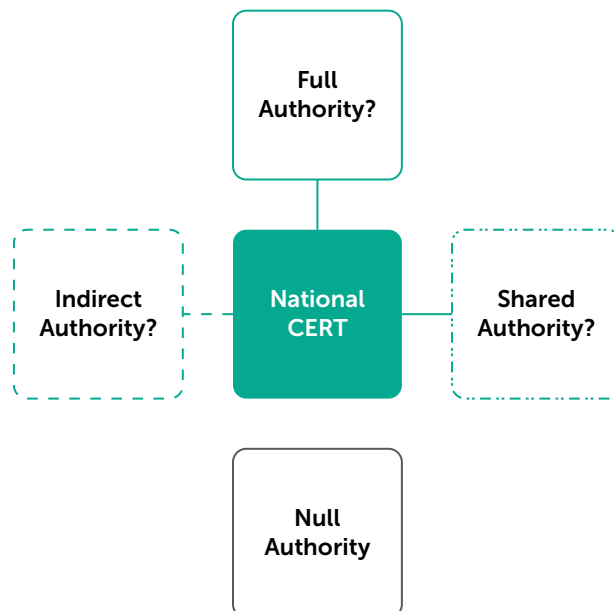 Full
Authority?
Indirect
Authority?
National
CERT
Shared
Authority?
Null
Authority